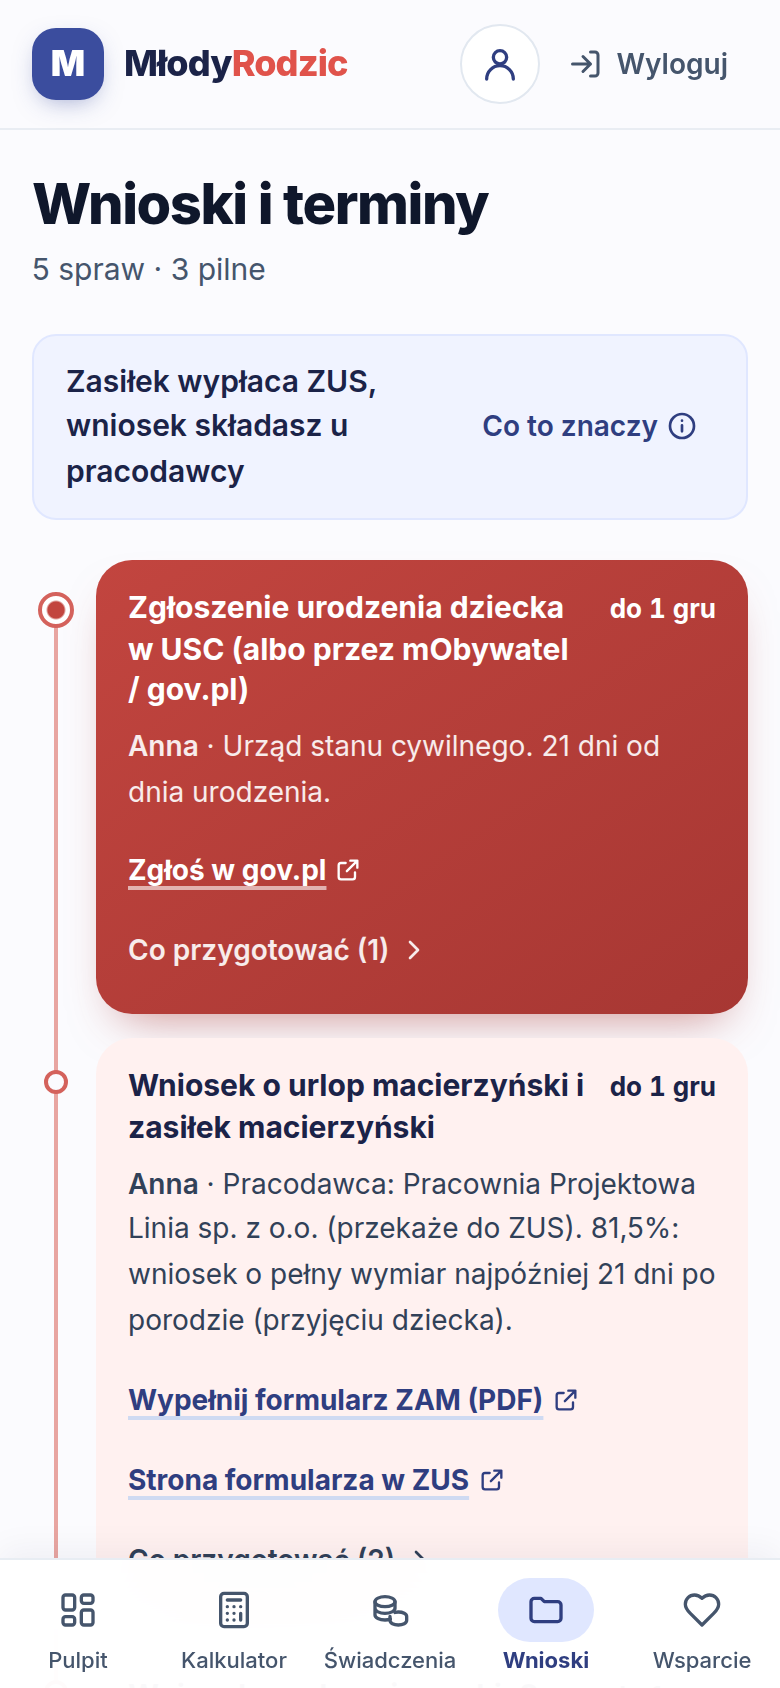 M MłodyRodzic Wyloguj
Wnioski i terminy
5 spraw · 3 pilne
Zasiłek wypłaca ZUS,
wniosek składasz u
pracodawcy
Co to znaczy
Zgłoszenie urodzenia dziecka do 1 gru
w USC (albo przez mObywatel
/ gov.pl)
Anna · Urząd stanu cywilnego. 21 dni od
dnia urodzenia.
Zgłoś w gov.pl
Co przygotować (1)
Wniosek o urlop macierzyński i do 1 gru
zasiłek macierzyński
Anna · Pracodawca: Pracownia Projektowa
Linia sp. z o.o. (przekaże do ZUS). 81,5%:
wniosek o pełny wymiar najpóźniej 21 dni po
porodzie (przyjęciu dziecka).
Wypełnij formularz ZAM (PDF)
Strona formularza w ZUS
Co przygotować (2)
Pulpit Kalkulator Świadczenia Wnioski Wsparcie